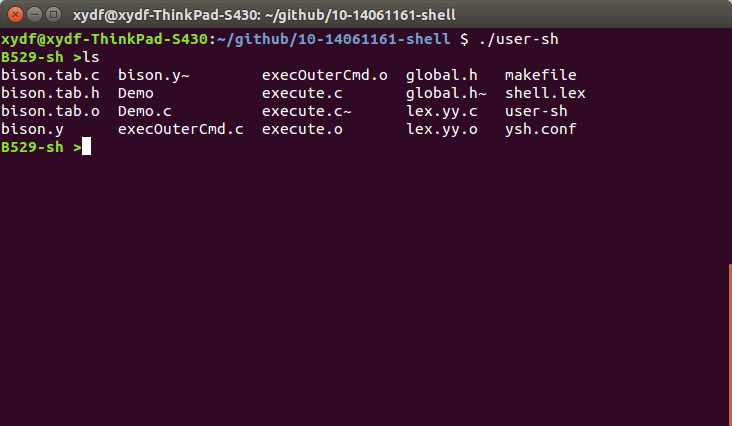 xydf@xydf-ThinkPad-S430: ~/github/10-14061161-shell
xydf@xydf-ThinkPad-S430:~/github/10-14061161-shell $ ./user-sh
B529-sh >ls
bison.tab.c  bison.y~        execOuterCmd.o  global.h   makefile
bison.tab.h  Demo            execute.c       global.h~  shell.lex
bison.tab.o  Demo.c          execute.c~      lex.yy.c   user-sh
bison.y      execOuterCmd.c  execute.o       lex.yy.o   ysh.conf
B529-sh >